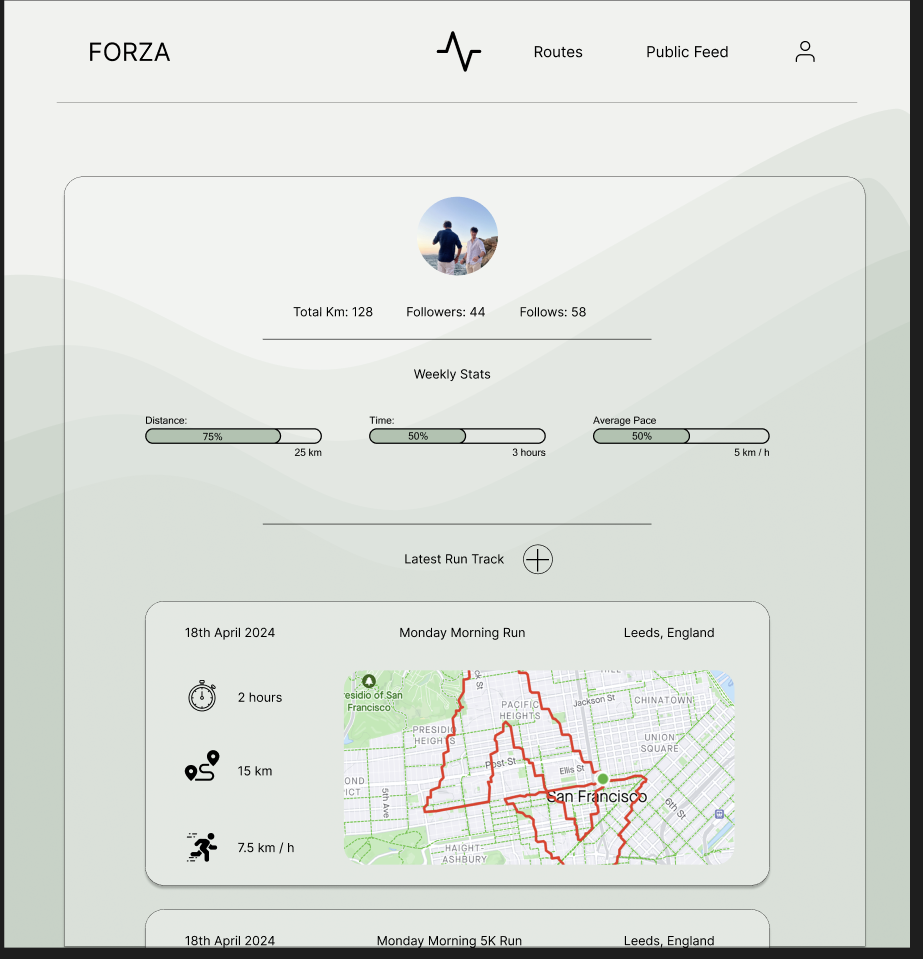 FORZA
Routes
Public Feed
Total Km: 128
Followers: 44
Follows: 58
Weekly Stats
Distance:
75%
25 km
Time:
50%
3 hours
Average Pace
50%
5 km / h
Latest Run Track
18th April 2024
Monday Morning Run
Leeds, England
2 hours
15 km
7.5 km / h
esidio of San
Francisco
ck St
PACIFIC
HEIGHTS
Jackson St
CHINATOWN
PRESIDIO
HEIGHTS
UNION
SQUARE
Post St
Ellis St
San Francisco
OND
ICT
5th Ave
6th St
HAIGHT-
ASHBURY
18th April 2024
Monday Morning 5K Run
Leeds, England